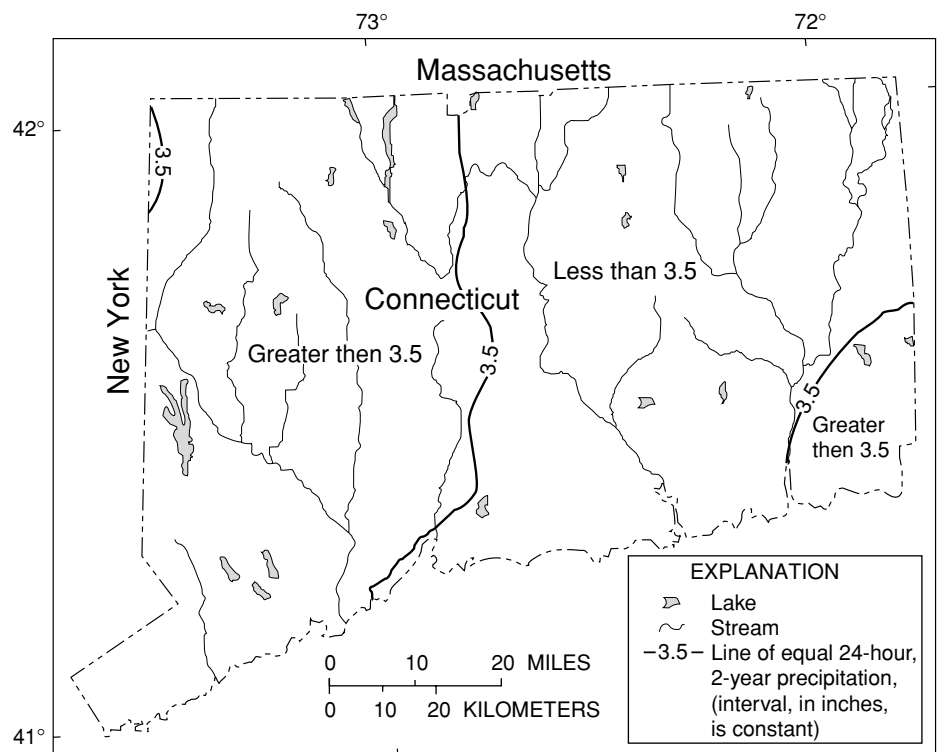 73°
72°
Massachusetts
42°
3.5
New York
Less than 3.5
Connecticut
Greater then 3.5
3.5
3.5
Greater
then 3.5
EXPLANATION
Lake
Stream
3.5 Line of equal 24-hour,
2-year precipitation,
(interval, in inches,
is constant)
0 10 20 MILES
0 10 20 KILOMETERS
41°